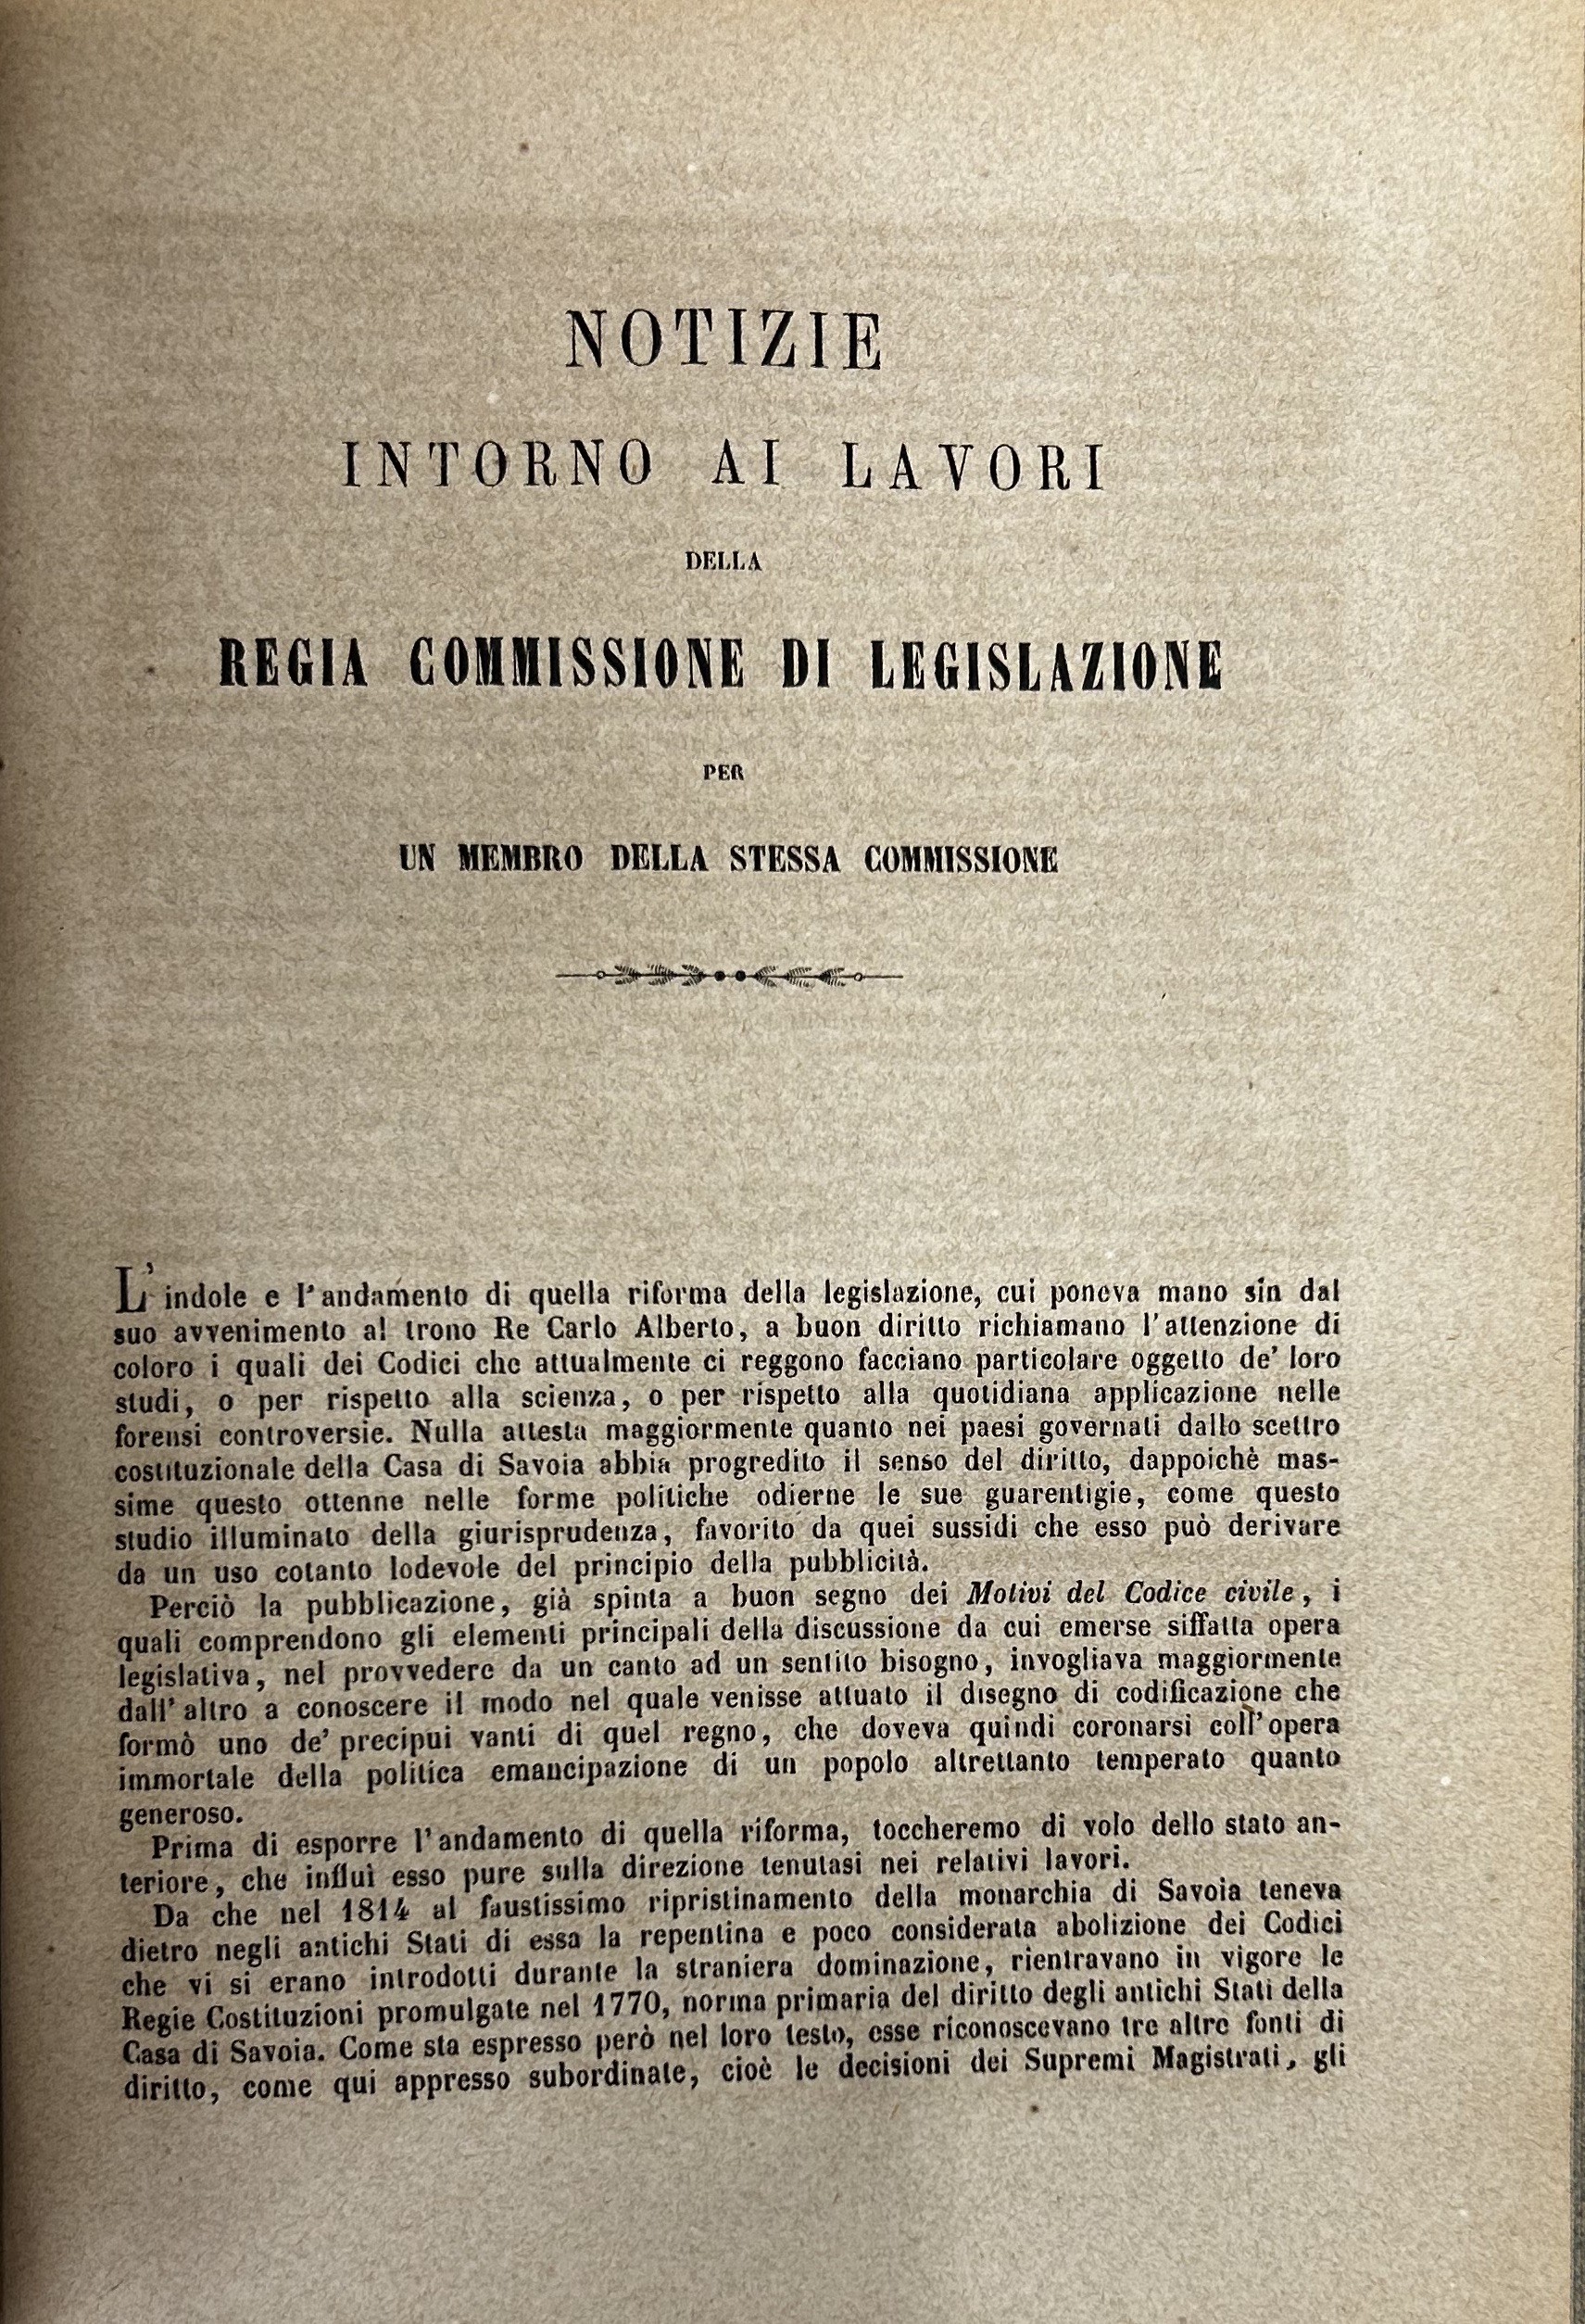 NOTIZIE
INTORNO AI LAVORI
DELLA
REGIA COMMISSIONE DI LEGISLAZIONE
PER
UN MEMBRO DELLA STESSA COMMISSIONE
L' indole e l'andamento di quella riforma della legislazione, cui poneva mano sin dal
suo avvenimento al trono Re Carlo Alberto, a buon diritto richiamano l'attenzione di
coloro i quali dei Codici che attualmente ci reggono facciano particolare oggetto de' loro
studi, o per rispetto alla scienza, o per rispetto alla quotidiana applicazione nelle
forensi controversie. Nulla attesta maggiormente quanto nei paesi governati dallo scettro
costituzionale della Casa di Savoia abbia progredito il senso del diritto, dappoichè mas-
sime questo ottenne nelle forme politiche odierne le sue guarentigie, come questo
studio illuminato della giurisprudenza, favorito da quei sussidi che esso può derivare
da un uso cotanto lodevole del principio della pubblicità.
Perciò la pubblicazione, già spinta a buon segno dei Motivi del Codice civile, i
quali comprendono gli elementi principali della discussione da cui emerse siffatta opera
legislativa, nel provvedere da un canto ad un sentito bisogno, invogliava maggiormente
dall' altro a conoscere il modo nel quale venisse attuato il disegno di codificazione che
formò uno de' precipui vanti di quel regno, che doveva quindi coronarsi coll'opera
immortale della politica emancipazione di un popolo altrettanto temperato quanto
generoso.
Prima di esporre l'andamento di quella riforma, toccheremo di volo dello stato an-
teriore, che influì esso pure sulla direzione tenutasi nei relativi lavori.
Da che nel 1814 al faustissimo ripristinamento della monarchia di Savoia teneva
dietro negli antichi Stati di essa la repentina e poco considerata abolizione dei Codici
che vi si erano introdotti durante la straniera dominazione, rientravano in vigore le
Regie Costituzioni promulgate nel 1770, norma primaria del diritto degli antichi Stati della
Casa di Savoia. Come sta espresso però nel loro testo, esse riconoscevano tre altre fonti di
diritto, come qui appresso subordinate, cioè le decisioni dei Supremi Magistrati, gli